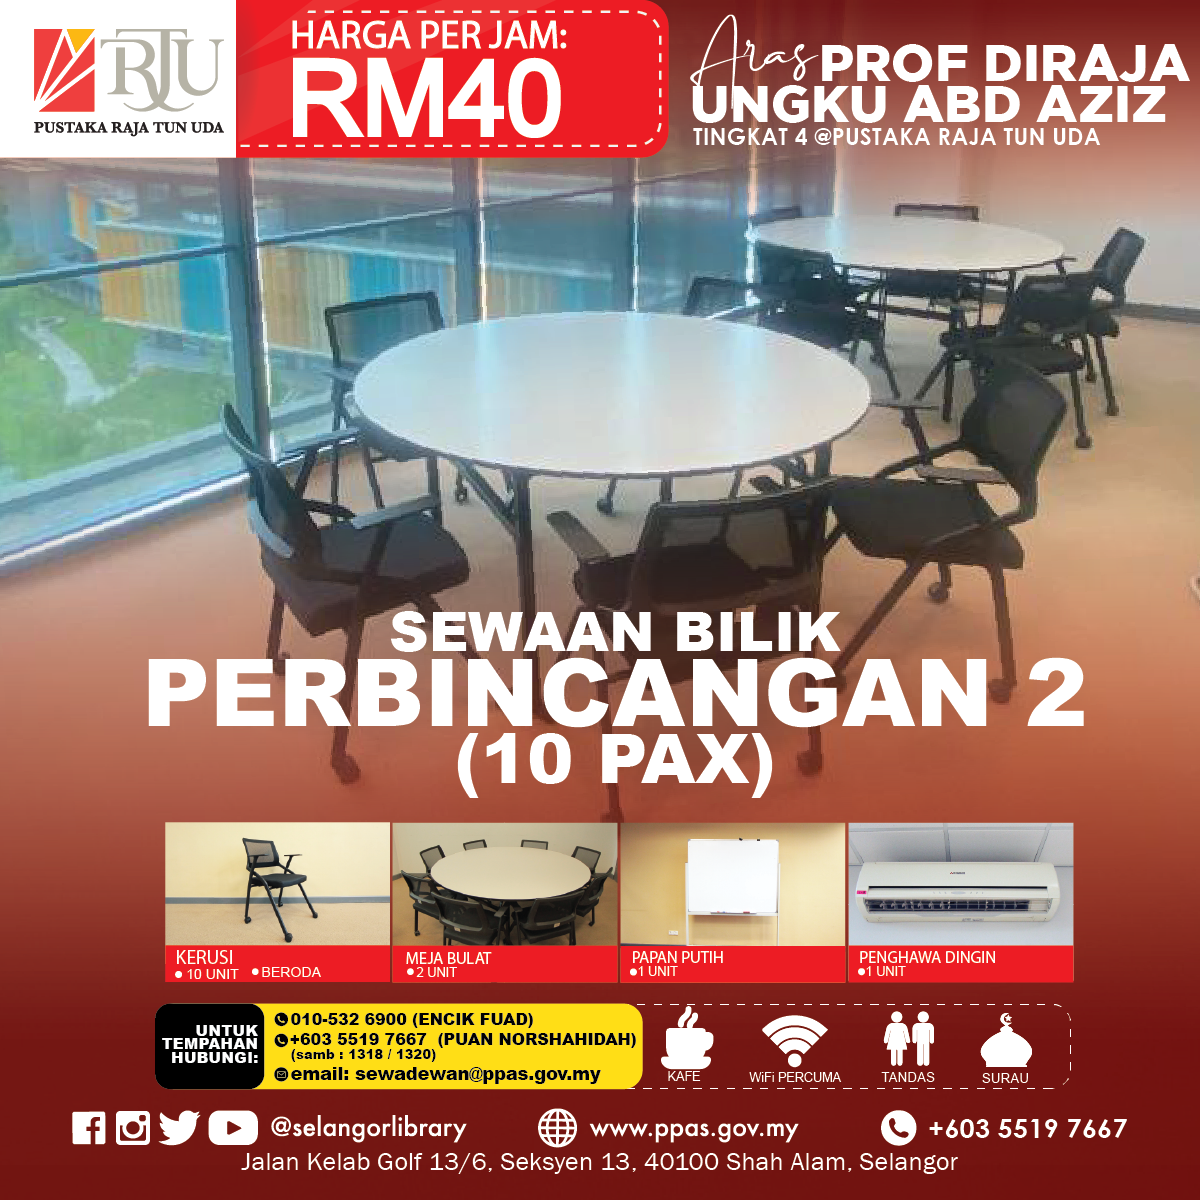 RTU
PUSTAKA RAJA TUN UDA
HARGA PER JAM:
RM40
Aras PROF DIRAJA
UNGKU ABD AZIZ
TINGKAT 4 @PUSTAKA RAJA TUN UDA
SEWAAN BILIK
PERBINCANGAN 2
(10 PAX)
KERUSI
• 10 UNIT • BERODA
MEJA BULAT
• 2 UNIT
PAPAN PUTIH
•1 UNIT
PENGHAWA DINGIN
•1 UNIT
UNTUK
TEMPAHAN
HUBUNGI:
010-532 6900 (ENCIK FUAD)
+603 5519 7667 (PUAN NORSHAHIDAH)
(samb : 1318 / 1320)
email: sewadewan@ppas.gov.my
KAFE
WiFi PERCUMA
TANDAS
SURAU
@selangorlibrary
www.ppas.gov.my
+603 5519 7667
Jalan Kelab Golf 13/6, Seksyen 13, 40100 Shah Alam, Selangor